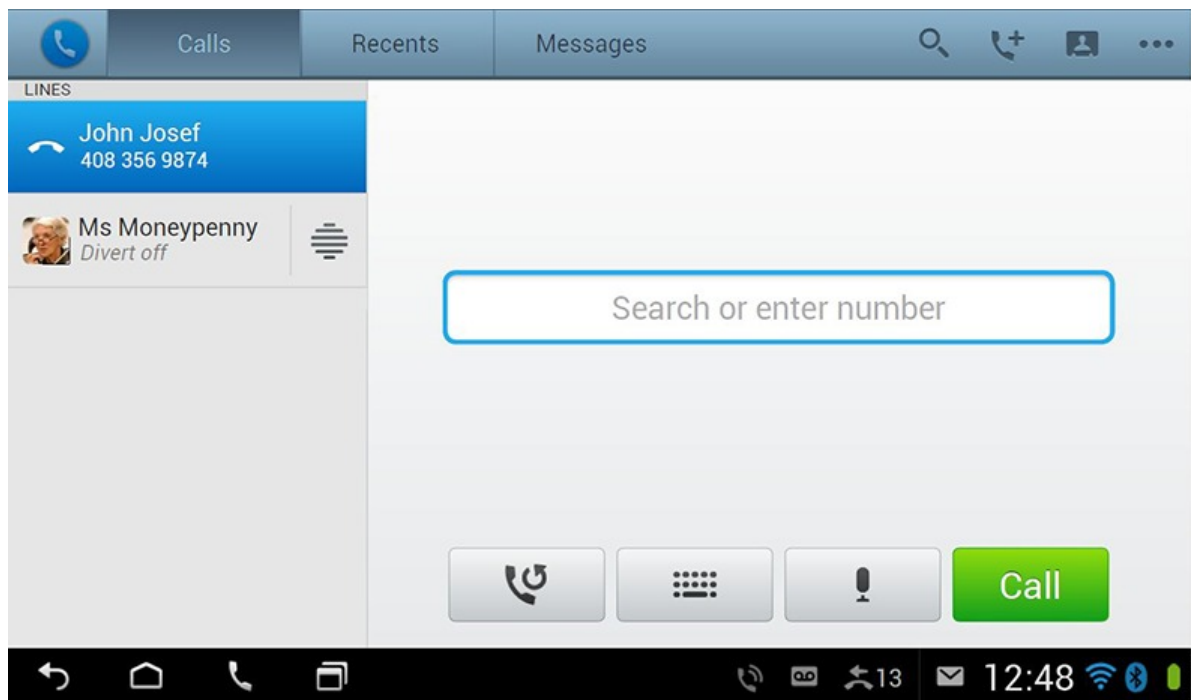 Calls
Recents
Messages
LINES
John Josef
408 356 9874
Ms Moneypenny
Divert off
Search or enter number
Call
13
12:48